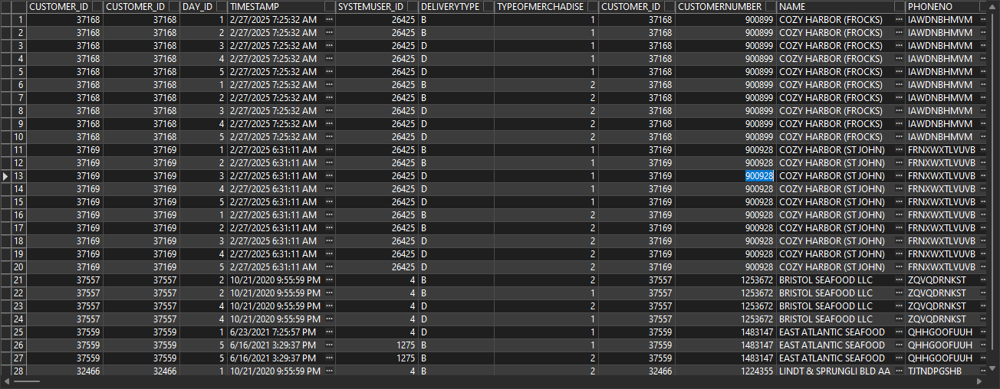 CUSTOMER_ID CUSTOMER_ID DAY_ID TIMESTAMP SYSTEMUSER_ID DELIVERYTYPE TYPEOFMERCHADISE CUSTOMER_ID CUSTOMERNUMBER NAME PHONENO
1 37168 37168 1 2/27/2025 7:25:32 AM ... 26425 B 1 37168 900899 COZY HARBOR (FROCKS) ... IAWDNBHMVM ...
2 37168 37168 2 2/27/2025 7:25:32 AM ... 26425 B 1 37168 900899 COZY HARBOR (FROCKS) ... IAWDNBHMVM ...
3 37168 37168 3 2/27/2025 7:25:32 AM ... 26425 D 1 37168 900899 COZY HARBOR (FROCKS) ... IAWDNBHMVM ...
4 37168 37168 4 2/27/2025 7:25:32 AM ... 26425 D 1 37168 900899 COZY HARBOR (FROCKS) ... IAWDNBHMVM ...
5 37168 37168 5 2/27/2025 7:25:32 AM ... 26425 D 1 37168 900899 COZY HARBOR (FROCKS) ... IAWDNBHMVM ...
6 37168 37168 1 2/27/2025 7:25:32 AM ... 26425 B 2 37168 900899 COZY HARBOR (FROCKS) ... IAWDNBHMVM ...
7 37168 37168 2 2/27/2025 7:25:32 AM ... 26425 B 2 37168 900899 COZY HARBOR (FROCKS) ... IAWDNBHMVM ...
8 37168 37168 3 2/27/2025 7:25:32 AM ... 26425 D 2 37168 900899 COZY HARBOR (FROCKS) ... IAWDNBHMVM ...
9 37168 37168 4 2/27/2025 7:25:32 AM ... 26425 D 2 37168 900899 COZY HARBOR (FROCKS) ... IAWDNBHMVM ...
10 37168 37168 5 2/27/2025 7:25:32 AM ... 26425 D 2 37168 900899 COZY HARBOR (FROCKS) ... IAWDNBHMVM ...
11 37169 37169 1 2/27/2025 6:31:11 AM ... 26425 B 1 37169 900928 COZY HARBOR (ST JOHN) ... FRNXWXTLVUVB ...
12 37169 37169 2 2/27/2025 6:31:11 AM ... 26425 B 1 37169 900928 COZY HARBOR (ST JOHN) ... FRNXWXTLVUVB ...
13 37169 37169 3 2/27/2025 6:31:11 AM ... 26425 D 1 37169 900928 COZY HARBOR (ST JOHN) ... FRNXWXTLVUVB ...
14 37169 37169 4 2/27/2025 6:31:11 AM ... 26425 D 1 37169 900928 COZY HARBOR (ST JOHN) ... FRNXWXTLVUVB ...
15 37169 37169 5 2/27/2025 6:31:11 AM ... 26425 D 1 37169 900928 COZY HARBOR (ST JOHN) ... FRNXWXTLVUVB ...
16 37169 37169 1 2/27/2025 6:31:11 AM ... 26425 B 2 37169 900928 COZY HARBOR (ST JOHN) ... FRNXWXTLVUVB ...
17 37169 37169 2 2/27/2025 6:31:11 AM ... 26425 B 2 37169 900928 COZY HARBOR (ST JOHN) ... FRNXWXTLVUVB ...
18 37169 37169 3 2/27/2025 6:31:11 AM ... 26425 D 2 37169 900928 COZY HARBOR (ST JOHN) ... FRNXWXTLVUVB ...
19 37169 37169 4 2/27/2025 6:31:11 AM ... 26425 D 2 37169 900928 COZY HARBOR (ST JOHN) ... FRNXWXTLVUVB ...
20 37169 37169 5 2/27/2025 6:31:11 AM ... 26425 D 2 37169 900928 COZY HARBOR (ST JOHN) ... FRNXWXTLVUVB ...
21 37557 37557 2 10/21/2020 9:55:59 PM ... 4 B 2 37557 1253672 BRISTOL SEAFOOD LLC ... ZQVQDRNKST ...
22 37557 37557 2 10/21/2020 9:55:59 PM ... 4 B 1 37557 1253672 BRISTOL SEAFOOD LLC ... ZQVQDRNKST ...
23 37557 37557 4 10/21/2020 9:55:59 PM ... 4 D 2 37557 1253672 BRISTOL SEAFOOD LLC ... ZQVQDRNKST ...
24 37557 37557 4 10/21/2020 9:55:59 PM ... 4 D 1 37557 1253672 BRISTOL SEAFOOD LLC ... ZQVQDRNKST ...
25 37559 37559 1 6/23/2021 7:25:57 PM ... 4 D 1 37559 1483147 EAST ATLANTIC SEAFOOD ... QHHGOOFUUH ...
26 37559 37559 5 6/16/2021 3:29:37 PM ... 1275 B 1 37559 1483147 EAST ATLANTIC SEAFOOD ... QHHGOOFUUH ...
27 37559 37559 5 6/16/2021 3:29:37 PM ... 1275 B 2 37559 1483147 EAST ATLANTIC SEAFOOD ... QHHGOOFUUH ...
28 32466 32466 1 10/21/2020 9:55:59 PM ... 4 B 2 32466 1224355 LINDT & SPRUNGLI BLD AA ... TJTNDPGSHB ...